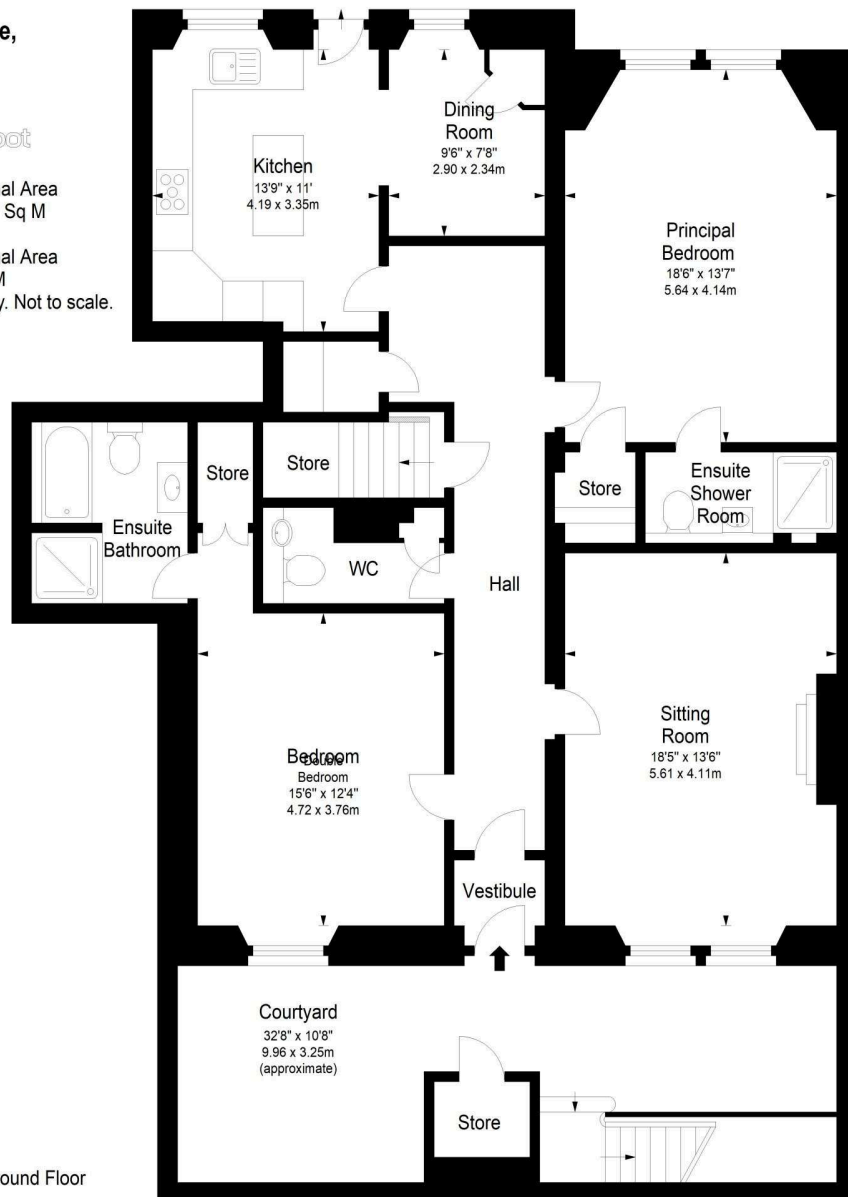 e,
oot
al Area
Sq M
al Area
M
y. Not to scale.
Kitchen
13'9" x 11'
4.19 x 3.35m
Dining
Room
9'6" x 7'8"
2.90 x 2.34m
Principal
Bedroom
18'6" x 13'7"
5.64 x 4.14m
Store
Store
Store
Ensuite
Shower
Room
Ensuite
Bathroom
WC
Hall
Sitting
Room
18'5" x 13'6"
5.61 x 4.11m
Bedroom
Double
Bedroom
15'6" x 12'4"
4.72 x 3.76m
Vestibule
Courtyard
32'8" x 10'8"
9.96 x 3.25m
(approximate)
Store
ound Floor